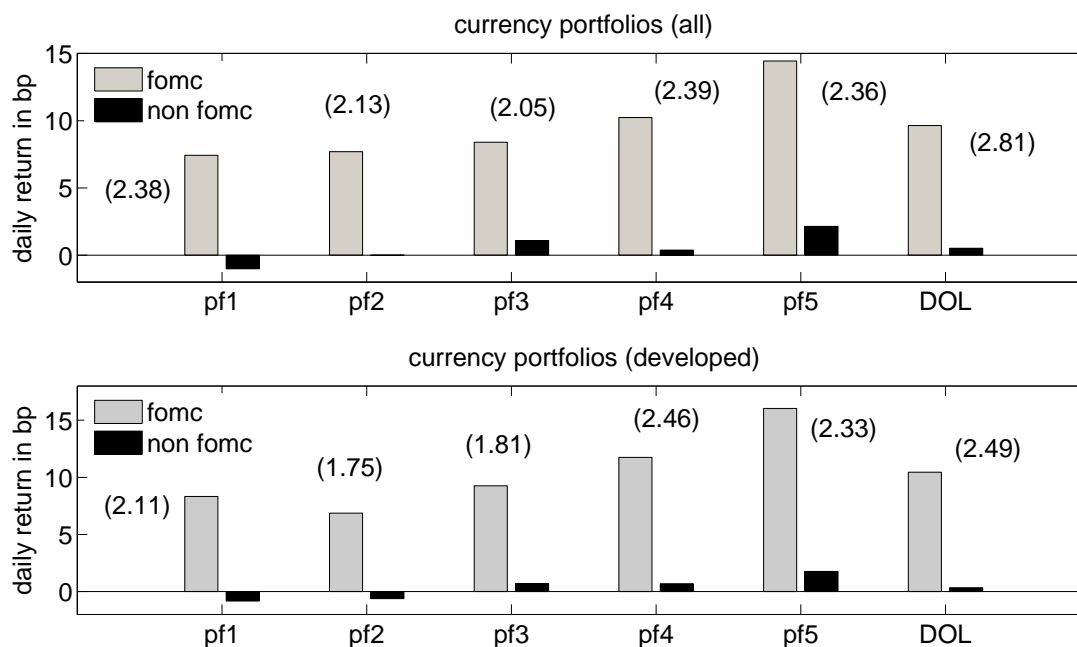 currency portfolios (all)
daily return in bp
15
10
5
0
fomc
non fomc
(2.38)
(2.13)
(2.05)
(2.39)
(2.36)
(2.81)
pf1 pf2 pf3 pf4 pf5 DOL
currency portfolios (developed)
daily return in bp
15
10
5
0
fomc
non fomc
(2.11)
(1.75)
(1.81)
(2.46)
(2.33)
(2.49)
pf1 pf2 pf3 pf4 pf5 DOL